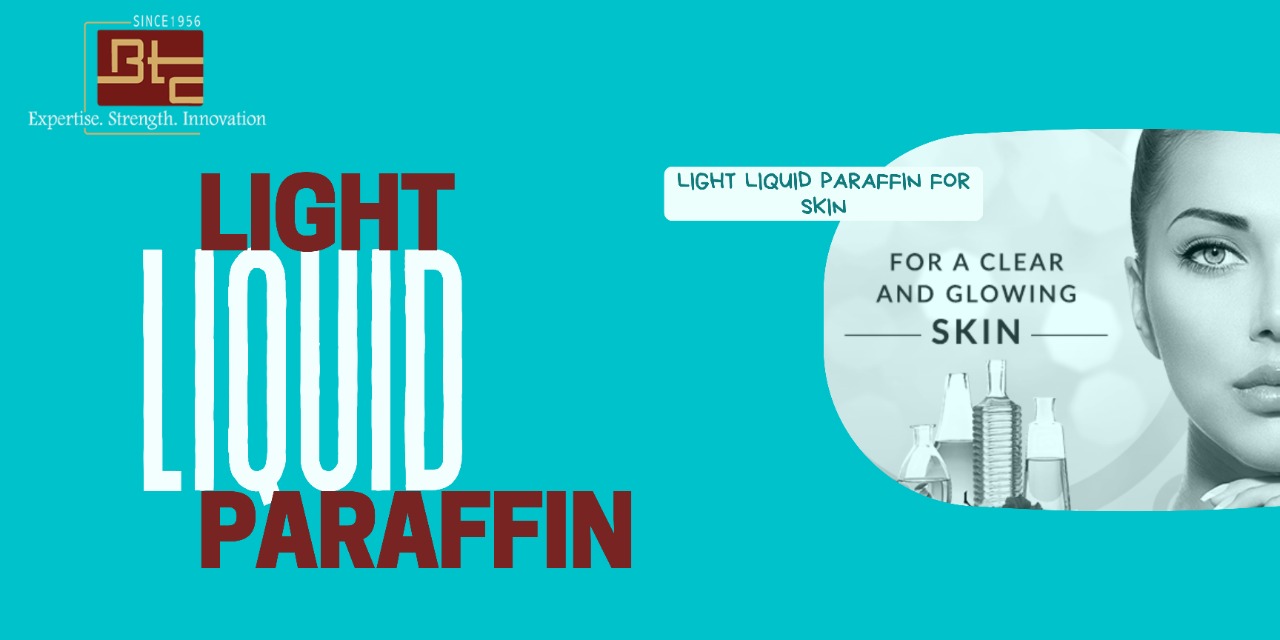 SINCE1956
Btc
Expertise. Strength. Innovation
LIGHT
LIQUID
PARAFFIN
LIGHT LIQUID PARAFFIN FOR
SKIN
FOR A CLEAR
AND GLOWING
SKIN